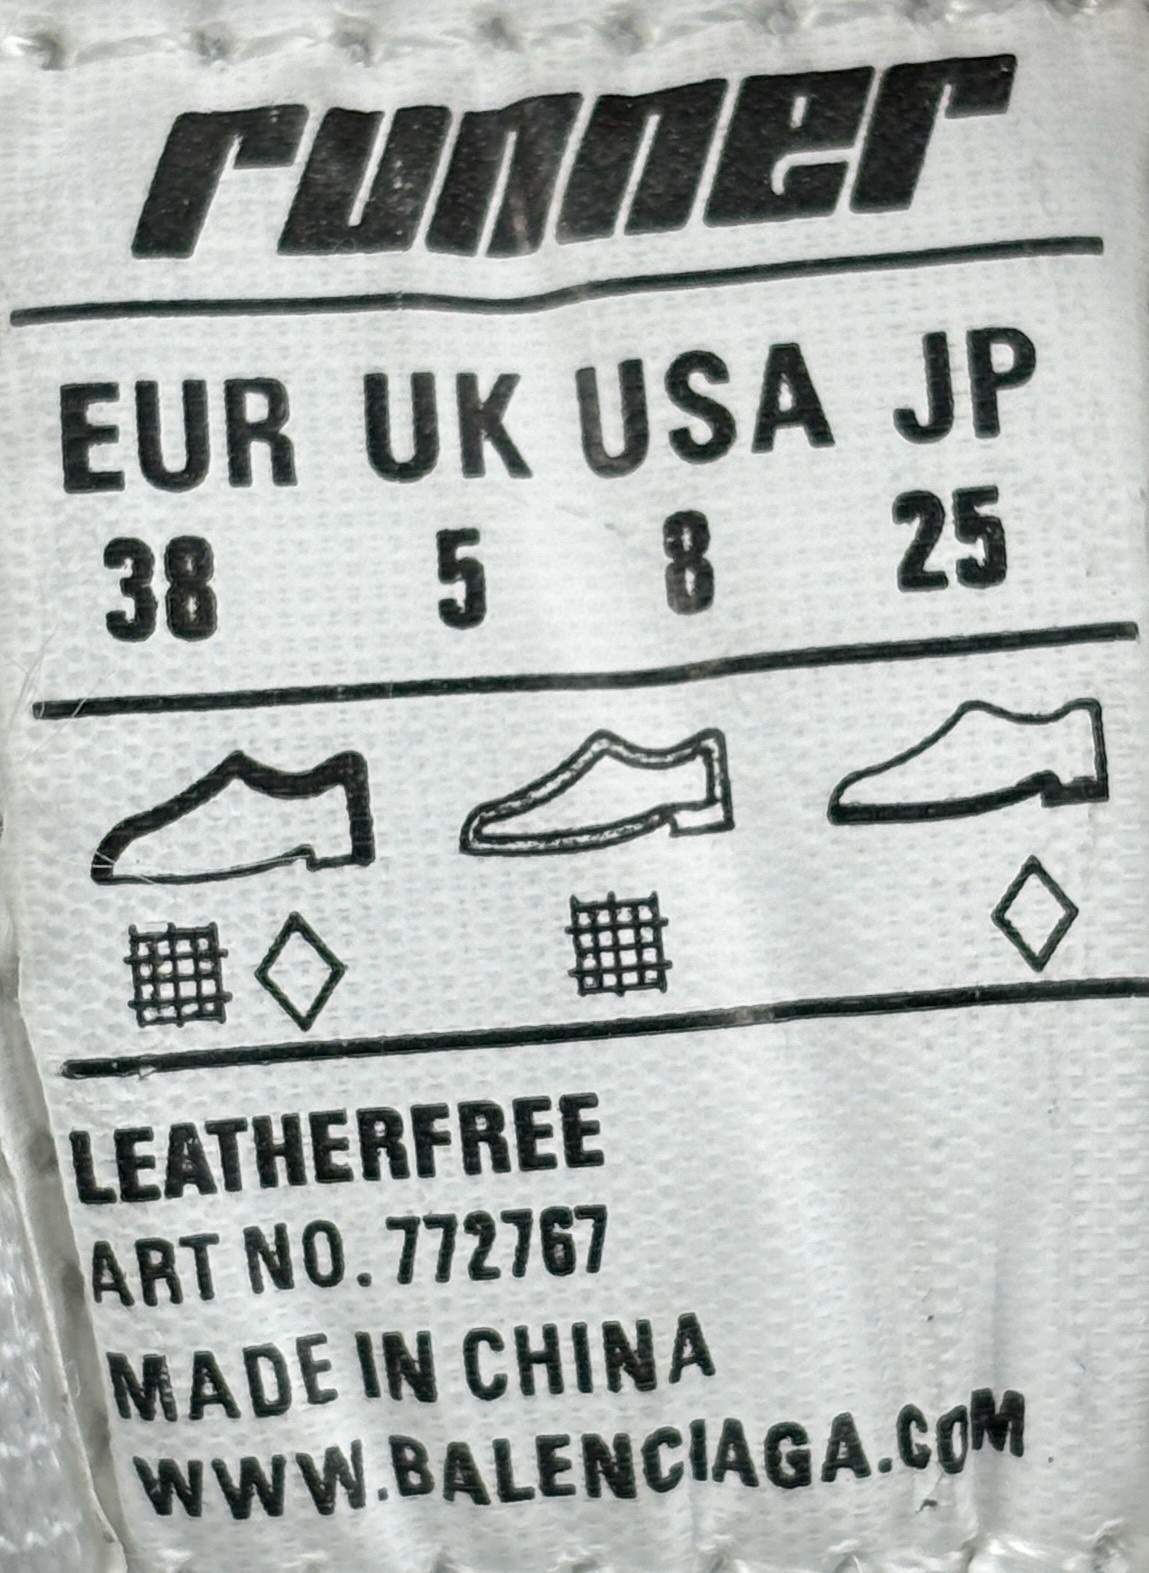 runner
EUR UK USA JP
38 5 8 25
LEATHERFREE
ART NO. 772767
MADE IN CHINA
WWW.BALENCIAGA.COM